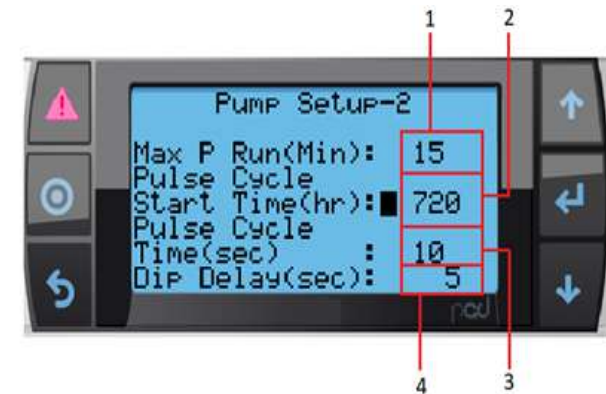 1 2
Pump Setup-2
Max P Run(Min): 15
Pulse Cycle
Start Time(hr): 720
Pulse Cycle
Time(sec) : 10
Dip Delay(sec): 5
pcd
4 3